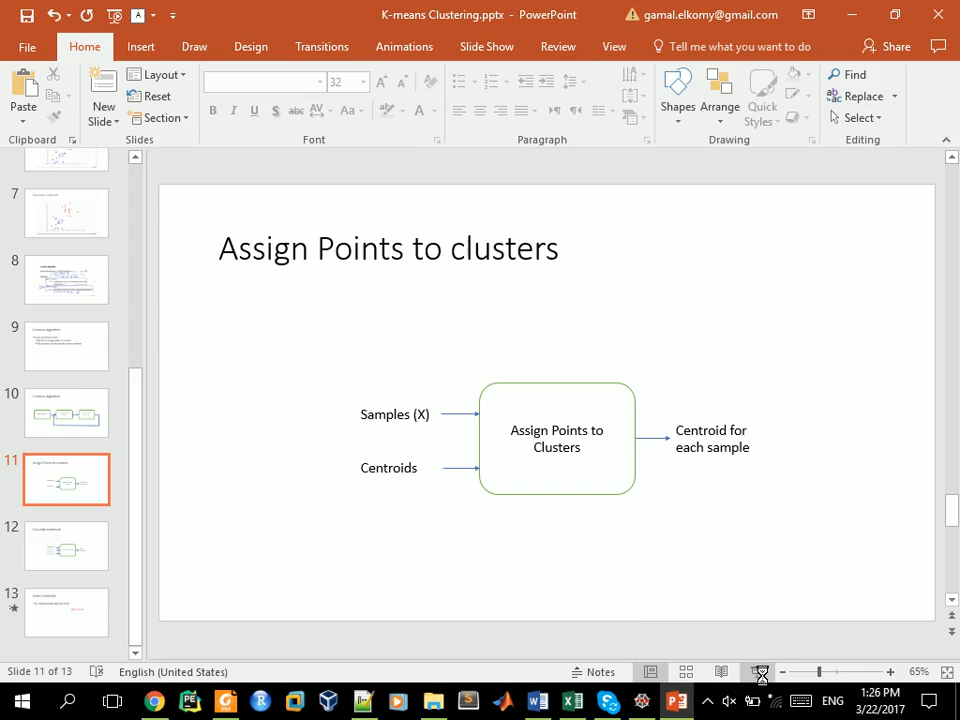 K-means Clustering.pptx - PowerPoint
gamal.elkomy@gmail.com
File Home Insert Draw Design Transitions Animations Slide Show Review View Tell me what you want to do Share
Paste
New Slide
Layout
Reset
Section
32
B I U S abc AV Aa A
Shapes
Arrange
Quick Styles
Find
Replace
Select
Clipboard Slides Font Paragraph Drawing Editing
7
8
9
10
11
12
13
Assign Points to clusters
Samples (X)
Centroids
Assign Points to
Clusters
Centroid for
each sample
Slide 11 of 13 English (United States) Notes 65%
ENG
1:26 PM
3/22/2017